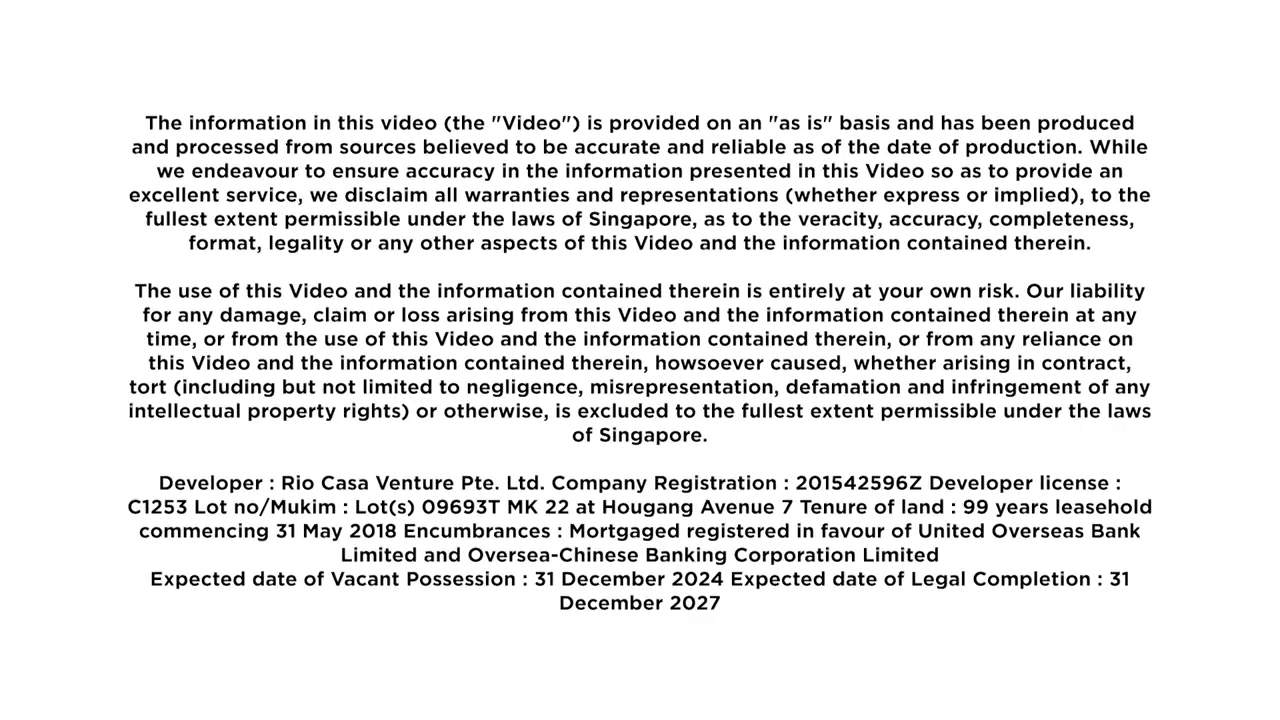 The information in this video (the "Video") is provided on an "as is" basis and has been produced
and processed from sources believed to be accurate and reliable as of the date of production. While
we endeavour to ensure accuracy in the information presented in this Video so as to provide an
excellent service, we disclaim all warranties and representations (whether express or implied), to the
fullest extent permissible under the laws of Singapore, as to the veracity, accuracy, completeness,
format, legality or any other aspects of this Video and the information contained therein.
The use of this Video and the information contained therein is entirely at your own risk. Our liability
for any damage, claim or loss arising from this Video and the information contained therein at any
time, or from the use of this Video and the information contained therein, or from any reliance on
this Video and the information contained therein, howsoever caused, whether arising in contract,
tort (including but not limited to negligence, misrepresentation, defamation and infringement of any
intellectual property rights) or otherwise, is excluded to the fullest extent permissible under the laws
of Singapore.
Developer : Rio Casa Venture Pte. Ltd. Company Registration : 201542596Z Developer license :
C1253 Lot no/Mukim : Lot(s) 09693T MK 22 at Hougang Avenue 7 Tenure of land : 99 years leasehold
commencing 31 May 2018 Encumbrances : Mortgaged registered in favour of United Overseas Bank
Limited and Oversea-Chinese Banking Corporation Limited
Expected date of Vacant Possession : 31 December 2024 Expected date of Legal Completion : 31
December 2027